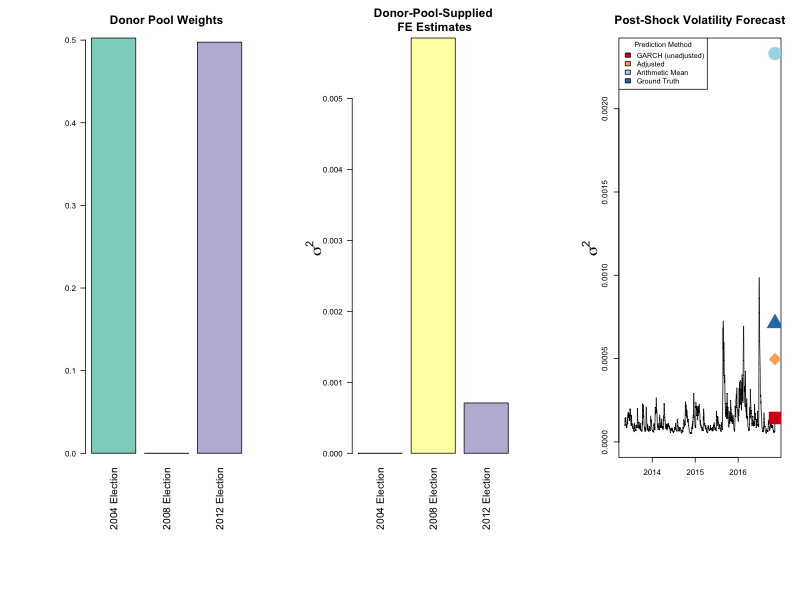 Donor Pool Weights
0.5
0.4
0.3
0.2
0.1
0.0
2004 Election
2008 Election
2012 Election
Donor-Pool-Supplied
FE Estimates
σ²
0.005
0.004
0.003
0.002
0.001
0.000
2004 Election
2008 Election
2012 Election
Post-Shock Volatility Forecast
Prediction Method
GARCH (unadjusted)
Adjusted
Arithmetic Mean
Ground Truth
σ²
0.0020
0.0015
0.0010
0.0005
0.0000
2014
2015
2016